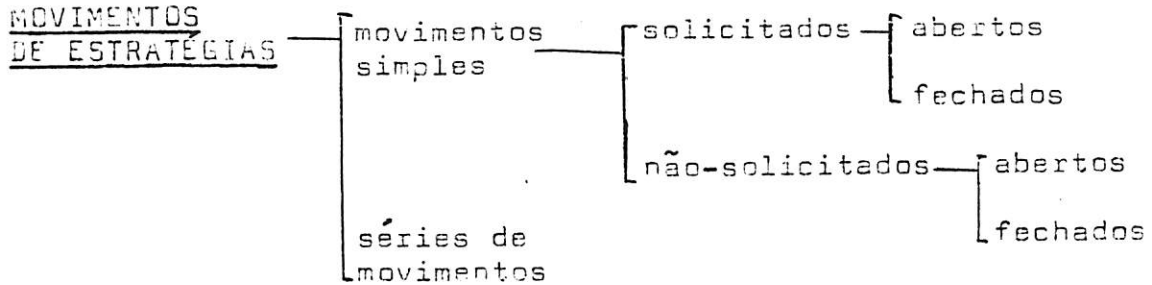 MOVIMENTOS
DE ESTRATÉGIAS
movimentos
simples
solicitados
abertos
fechados
não-solicitados
abertos
fechados
séries de
movimentos